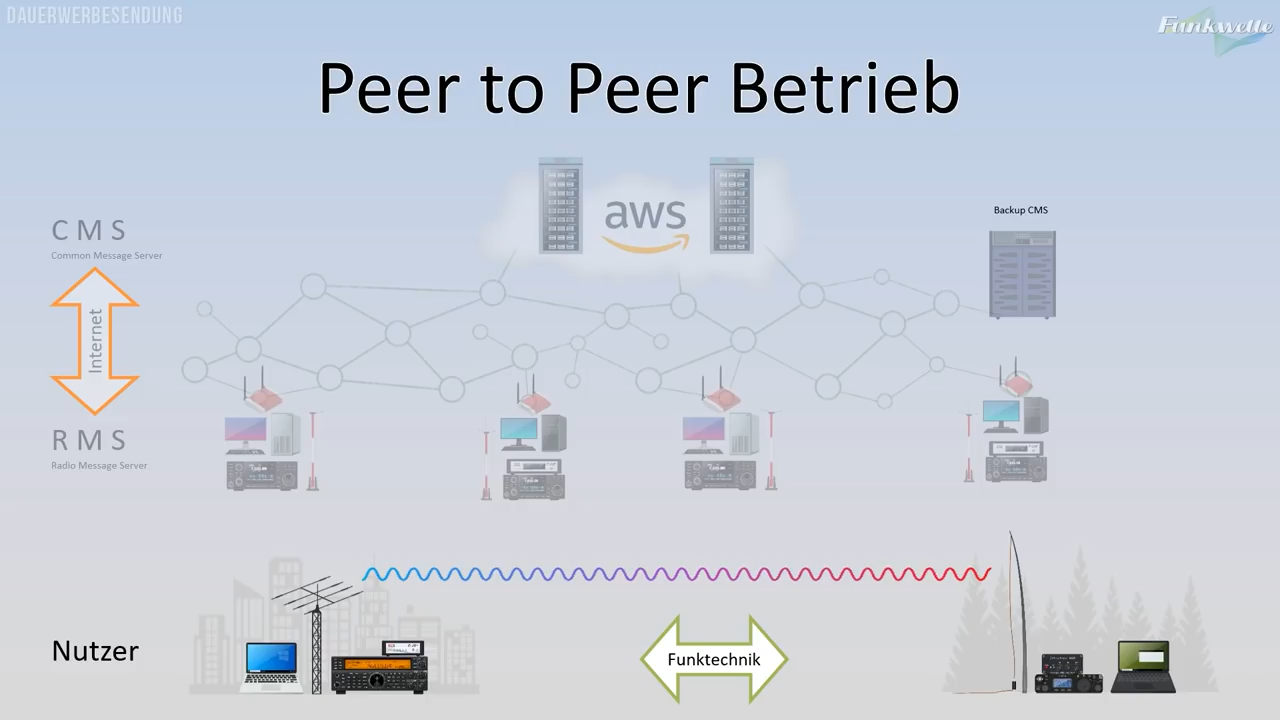 DAUERWERBESENDUNG
Funkwelle
Peer to Peer Betrieb
aws
Backup CMS
CMS
Common Message Server
Internet
RMS
Radio Message Server
Nutzer
Funktechnik